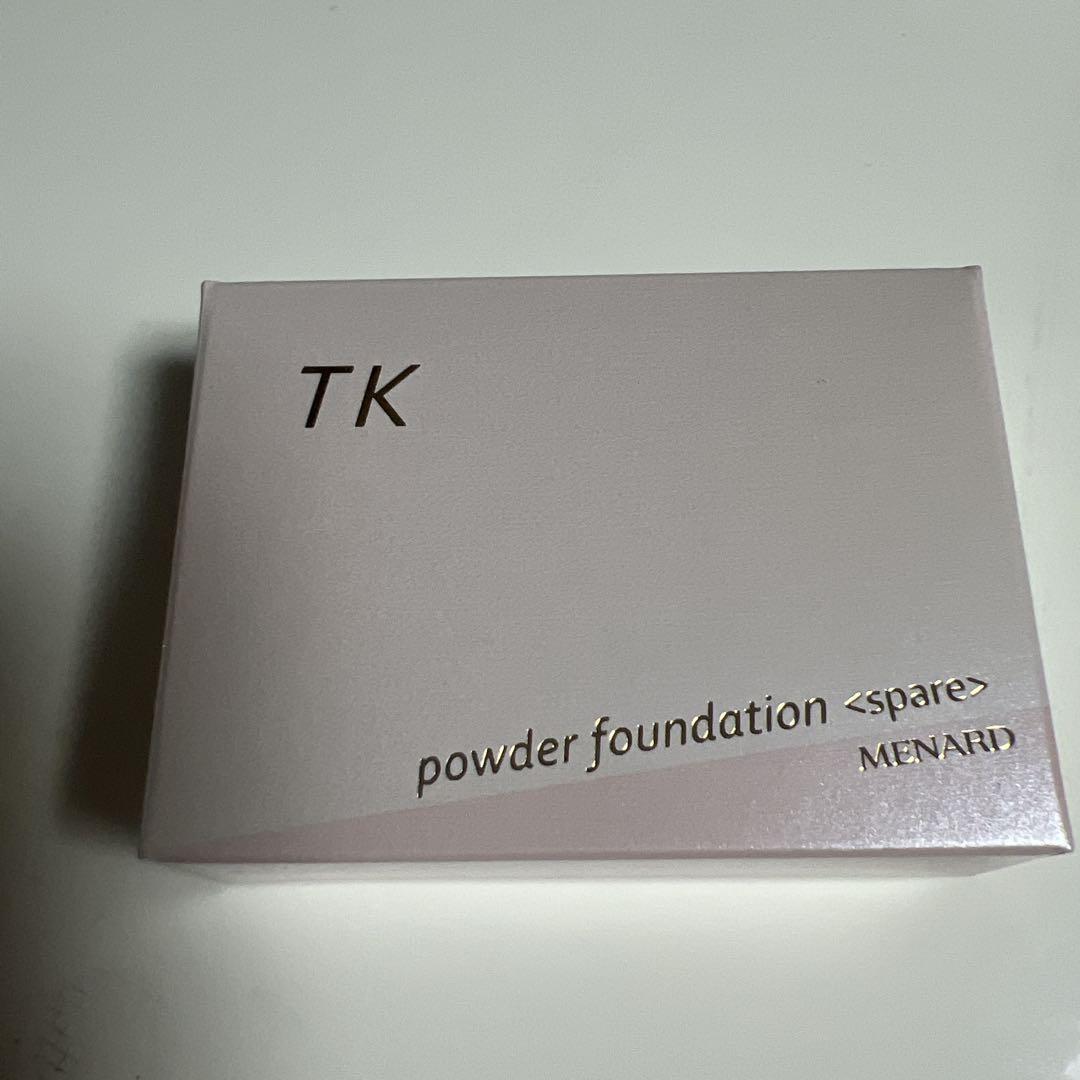 TK
powder foundation <spare>
MENARD